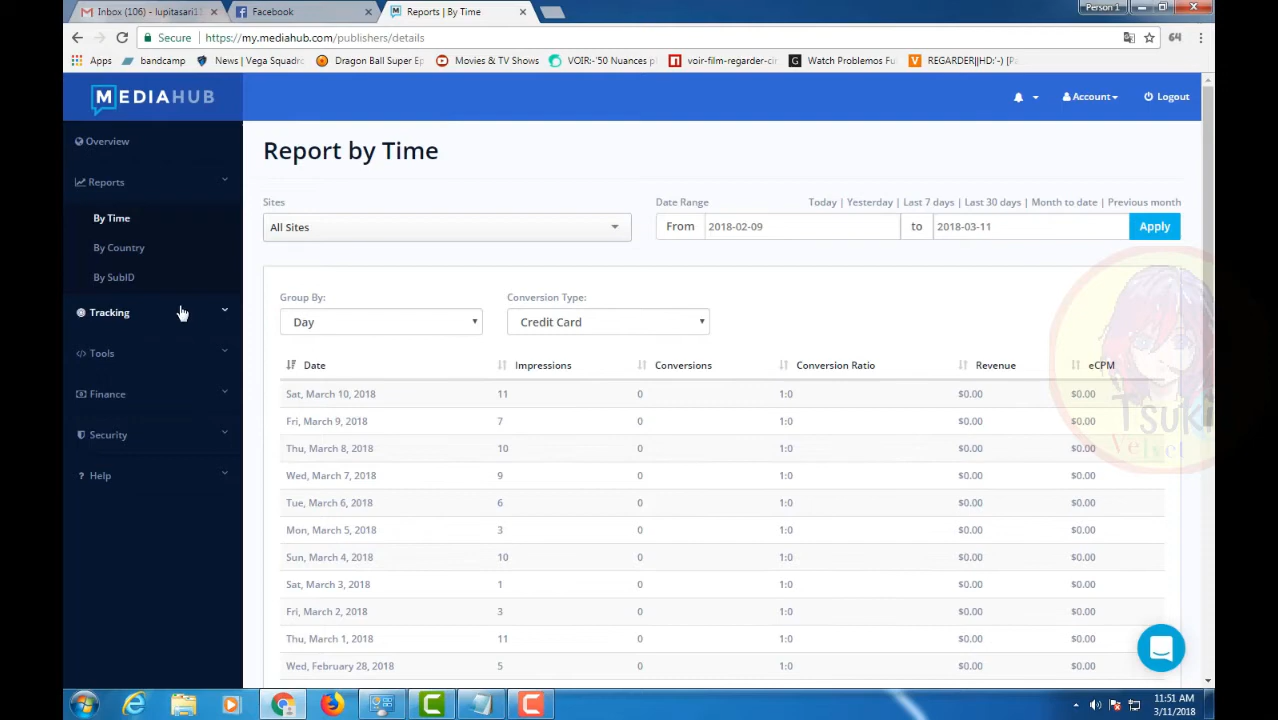 Inbox (106) - lupitasari1
Facebook
Reports | By Time
Person 1
Secure
https://my.mediahub.com/publishers/details
Apps
bandcamp
News | Vega Squadro
Dragon Ball Super Ep
Movies & TV Shows
VOIR:-'50 Nuances p
voir-film-regarder-cir
Watch Problemos Fu
REGARDER||HD:'-) [P
MEDIAHUB
Account
Logout
Overview
Reports
By Time
By Country
By SubID
Tracking
Tools
Finance
Security
? Help
Report by Time
Sites
All Sites
Date Range
Today | Yesterday | Last 7 days | Last 30 days | Month to date | Previous month
From 2018-02-09 to 2018-03-11 Apply
Group By:
Day
Conversion Type:
Credit Card
Date Impressions Conversions Conversion Ratio Revenue eCPM
Sat, March 10, 2018 11 0 1:0 $0.00 $0.00
Fri, March 9, 2018 7 0 1:0 $0.00 $0.00
Thu, March 8, 2018 10 0 1:0 $0.00 $0.00
Wed, March 7, 2018 9 0 1:0 $0.00 $0.00
Tue, March 6, 2018 6 0 1:0 $0.00 $0.00
Mon, March 5, 2018 3 0 1:0 $0.00 $0.00
Sun, March 4, 2018 10 0 1:0 $0.00 $0.00
Sat, March 3, 2018 1 0 1:0 $0.00 $0.00
Fri, March 2, 2018 3 0 1:0 $0.00 $0.00
Thu, March 1, 2018 11 0 1:0 $0.00 $0.00
Wed, February 28, 2018 5 0 1:0 $0.00 $0.00
Tsuki
Velvet
11:51 AM
3/11/2018